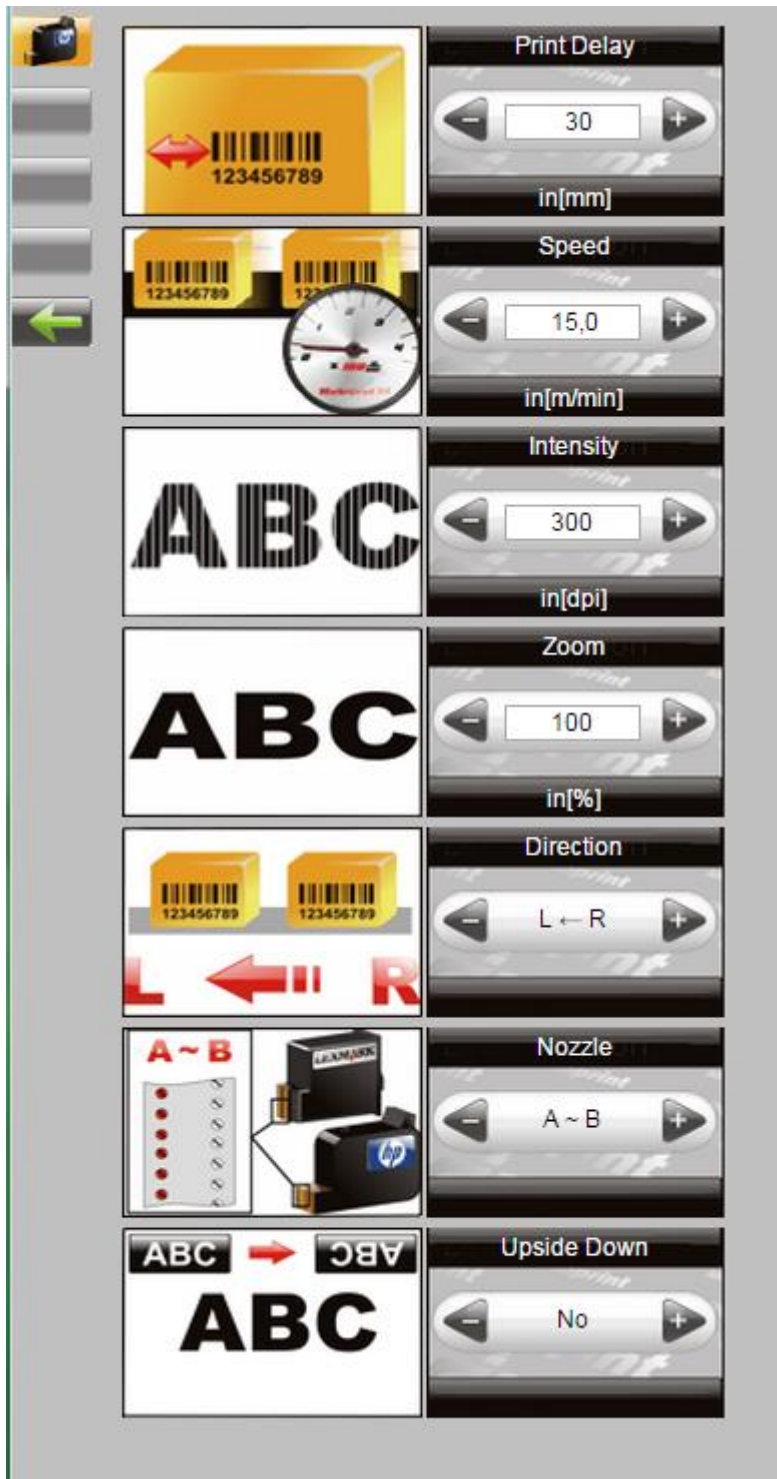 Print Delay
123456789
30
in[mm]
Speed
123456789
123
15,0
in[m/min]
Intensity
ABC
300
in[dpi]
Zoom
ABC
100
in[%]
Direction
123456789
123456789
L ← R
L R
Nozzle
A ~ B
LEXMARK
A ~ B
hp
Upside Down
ABC
ABC
ABC
No